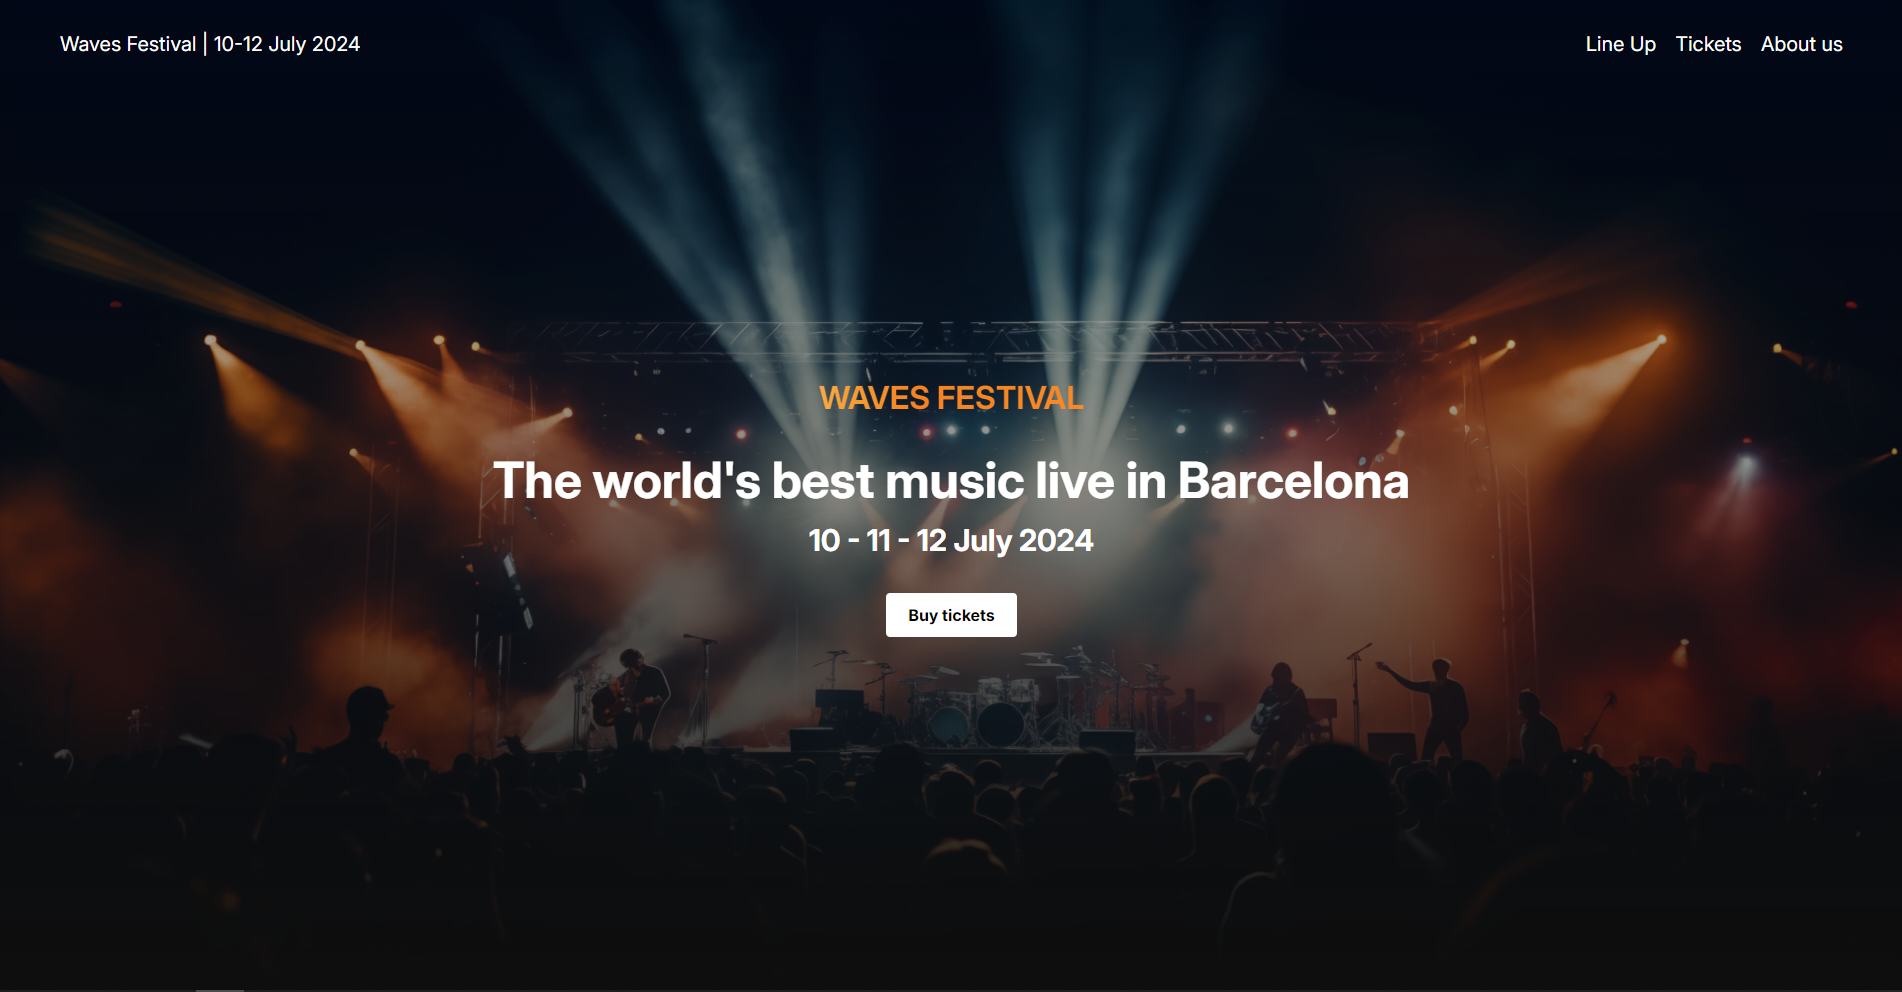 Waves Festival | 10-12 July 2024
Line Up Tickets About us
WAVES FESTIVAL
The world's best music live in Barcelona
10 - 11 - 12 July 2024
Buy tickets